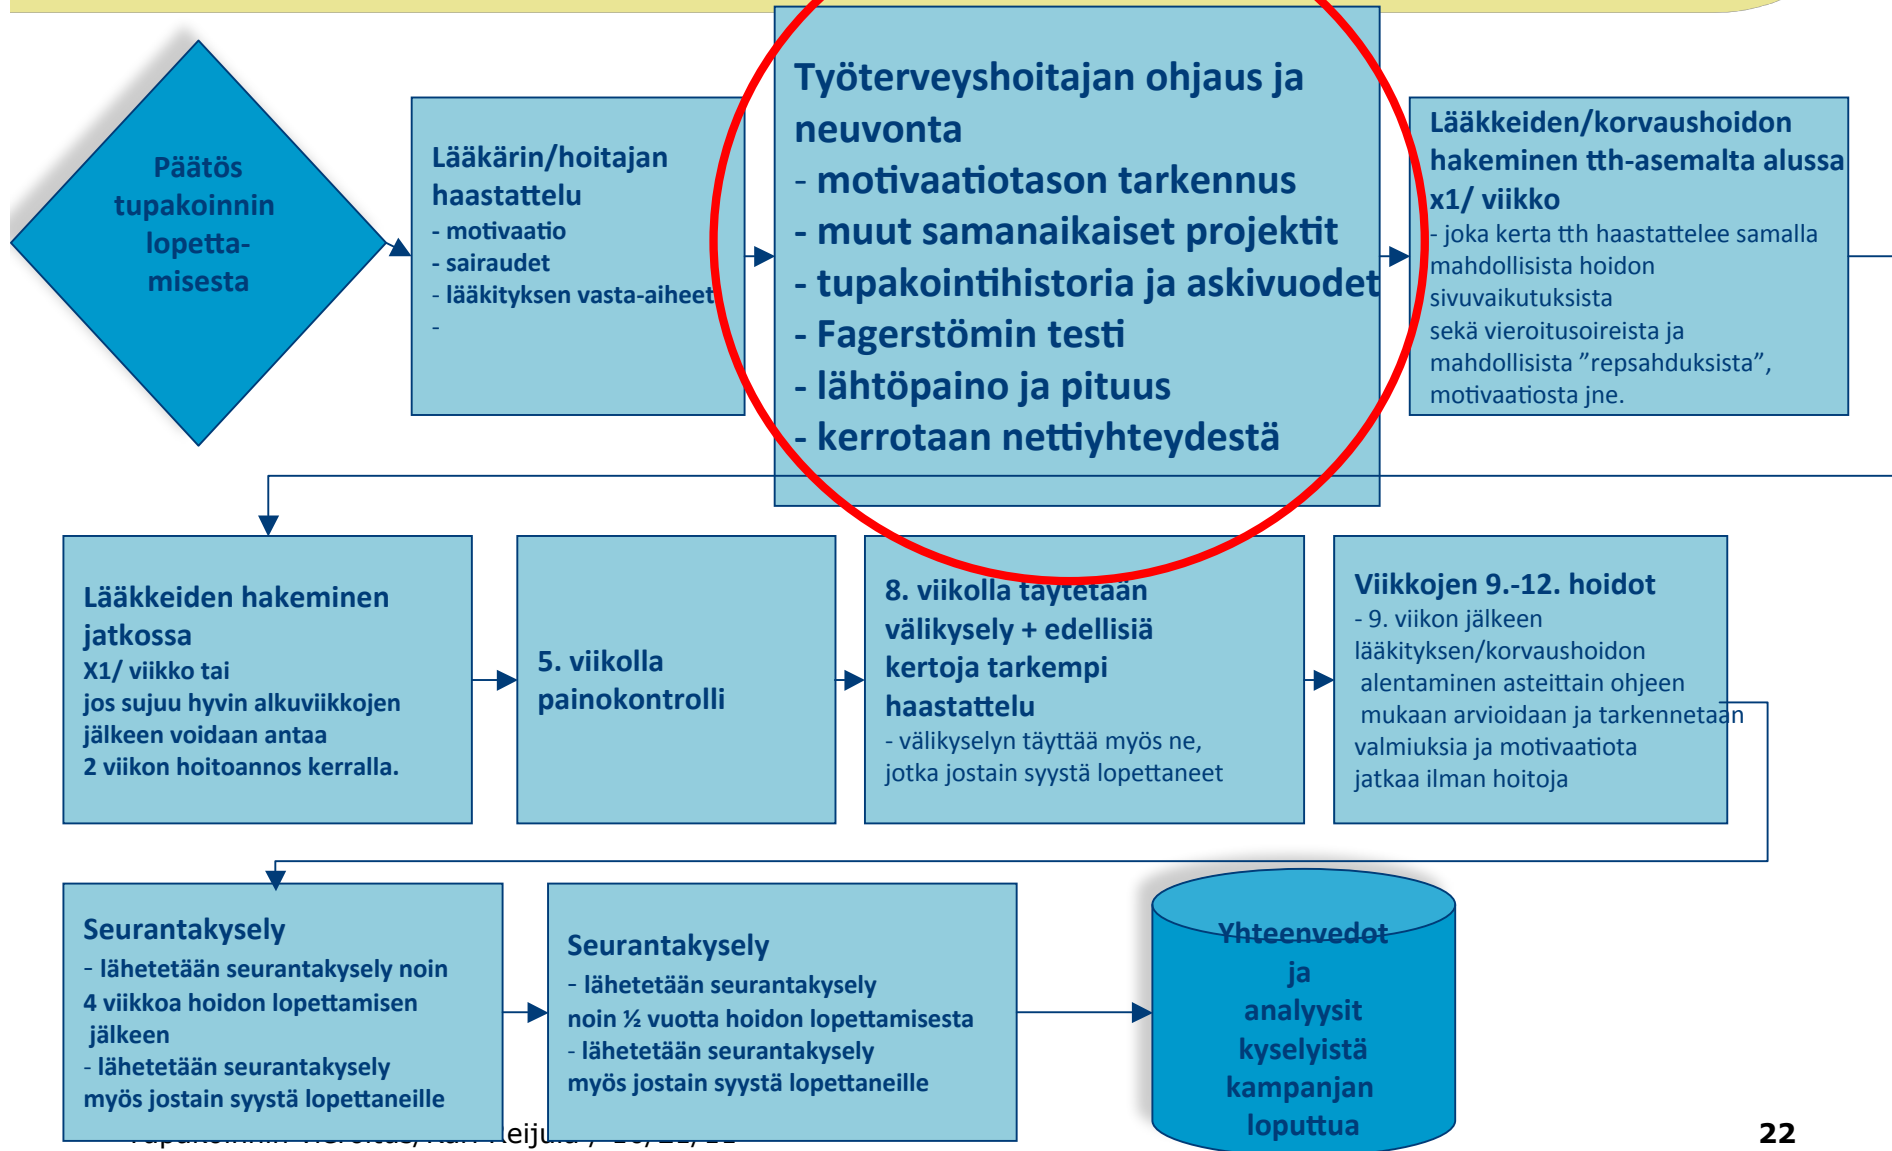 Päätös
tupakoinnin
lopetta-
misesta
Lääkärin/hoitajan
haastattelu
- motivaatio
- sairaudet
- lääkityksen vasta-aiheet
-
Työterveyshoitajan ohjaus ja
neuvonta
- motivaatiotason tarkennus
- muut samanaikaiset projektit
- tupakointihistoria ja askivuodet
- Fagerströmin testi
- lähtöpaino ja pituus
- kerrotaan nettiyhteydestä
Lääkkeiden/korvaushoidon
hakeminen tth-asemalta alussa
x1/ viikko
- joka kerta tth haastattelee samalla
mahdollisista hoidon
sivuvaikutuksista
sekä vieroitusoireista ja
mahdollisista ”repsahduksista”,
motivaatiosta jne.
Lääkkeiden hakeminen
jatkossa
X1/ viikko tai
jos sujuu hyvin alkuviikkojen
jälkeen voidaan antaa
2 viikon hoitoannos kerralla.
5. viikolla
painokontrolli
8. viikolla täytetään
välikysely + edellisiä
kertoja tarkempi
haastattelu
- välikyselyn täyttää myös ne,
jotka jostain syystä lopettaneet
Viikkojen 9.-12. hoidot
- 9. viikon jälkeen
lääkityksen/korvaushoidon
alentaminen asteittain ohjeen
mukaan arvioidaan ja tarkennetaan
valmiuksia ja motivaatiota
jatkaa ilman hoitoja
Seurantakysely
- lähetetään seurantakysely noin
4 viikkoa hoidon lopettamisen
jälkeen
- lähetetään seurantakysely
myös jostain syystä lopettaneille
Seurantakysely
- lähetetään seurantakysely
noin ½ vuotta hoidon lopettamisesta
- lähetetään seurantakysely
myös jostain syystä lopettaneille
Yhteenvedot
ja
analyysit
kyselyistä
kampanjan
loputtua
22